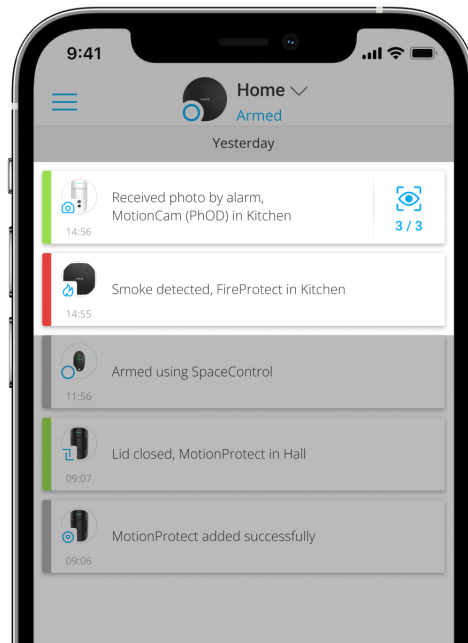 9:41
Home
Armed
Yesterday
Received photo by alarm,
MotionCam (PhOD) in Kitchen
14:56
3 / 3
Smoke detected, FireProtect in Kitchen
14:55
Armed using SpaceControl
11:56
Lid closed, MotionProtect in Hall
09:07
MotionProtect added successfully
09:06